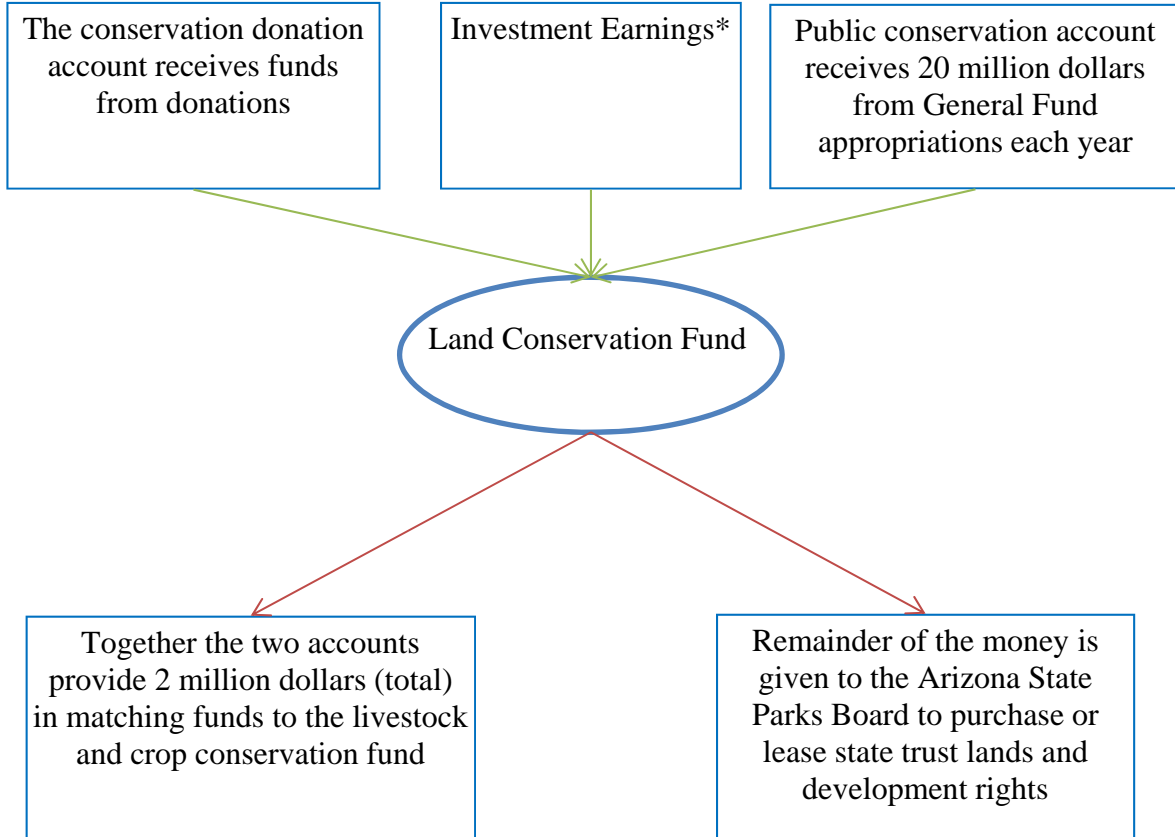 The conservation donation
account receives funds
from donations
Investment Earnings*
Public conservation account
receives 20 million dollars
from General Fund
appropriations each year
Land Conservation Fund
Together the two accounts
provide 2 million dollars (total)
in matching funds to the livestock
and crop conservation fund
Remainder of the money is
given to the Arizona State
Parks Board to purchase or
lease state trust lands and
development rights